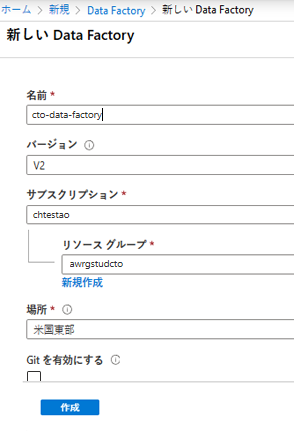 ホーム > 新規 > Data Factory > 新しい Data Factory
新しい Data Factory
名前 *
cto-data-factory
バージョン
V2
サブスクリプション *
chtestao
リソース グループ *
awrgstudcto
新規作成
場所 *
米国東部
Git を有効にする
作成